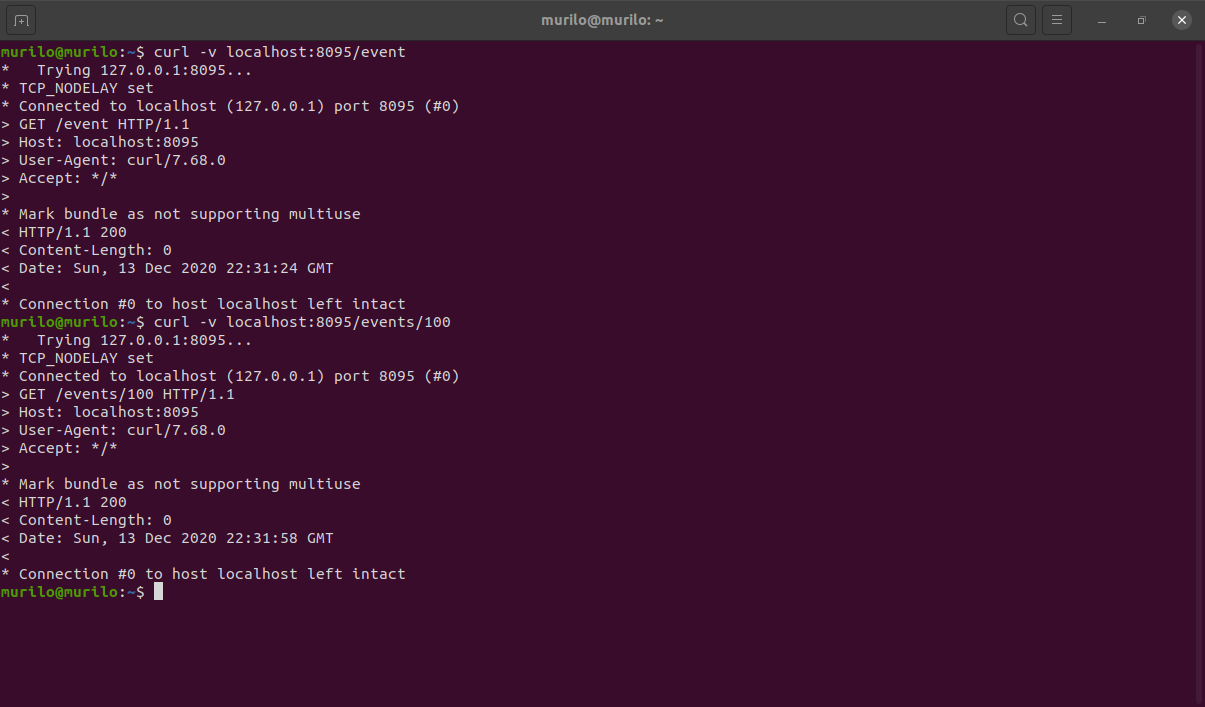 murilo@murilo: ~
murilo@murilo:~$ curl -v localhost:8095/event
*   Trying 127.0.0.1:8095...
* TCP_NODELAY set
* Connected to localhost (127.0.0.1) port 8095 (#0)
> GET /event HTTP/1.1
> Host: localhost:8095
> User-Agent: curl/7.68.0
> Accept: */*
>
* Mark bundle as not supporting multiuse
< HTTP/1.1 200
< Content-Length: 0
< Date: Sun, 13 Dec 2020 22:31:24 GMT
<
* Connection #0 to host localhost left intact
murilo@murilo:~$ curl -v localhost:8095/events/100
*   Trying 127.0.0.1:8095...
* TCP_NODELAY set
* Connected to localhost (127.0.0.1) port 8095 (#0)
> GET /events/100 HTTP/1.1
> Host: localhost:8095
> User-Agent: curl/7.68.0
> Accept: */*
>
* Mark bundle as not supporting multiuse
< HTTP/1.1 200
< Content-Length: 0
< Date: Sun, 13 Dec 2020 22:31:58 GMT
<
* Connection #0 to host localhost left intact
murilo@murilo:~$